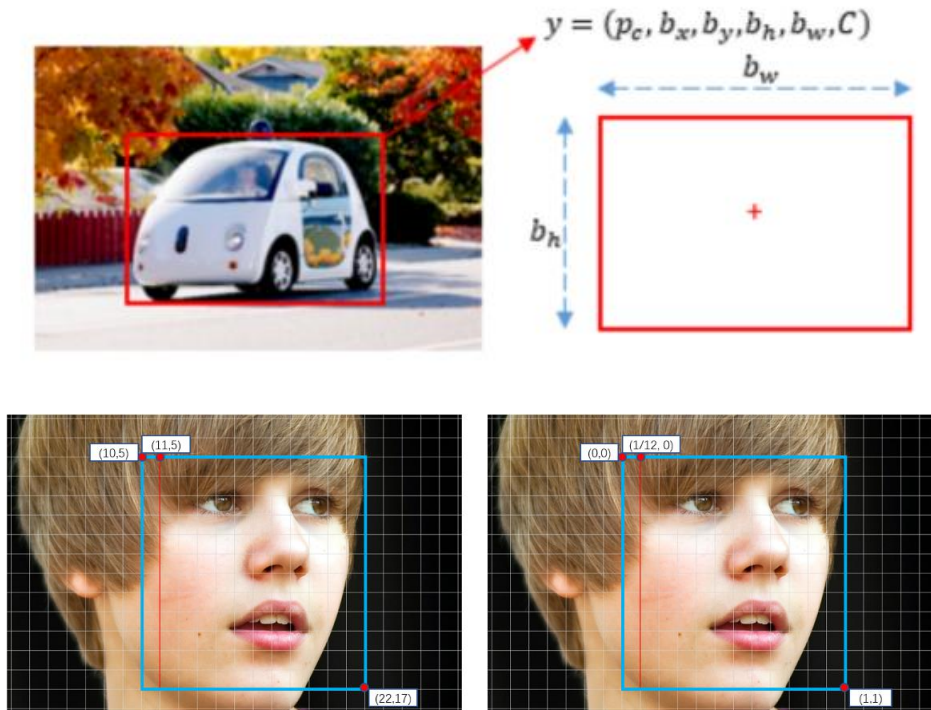 y = (p_c, b_x, b_y, b_h, b_w, C)
b_w
b_h
(10,5)
(11,5)
(22,17)
(0,0)
(1/12, 0)
(1,1)